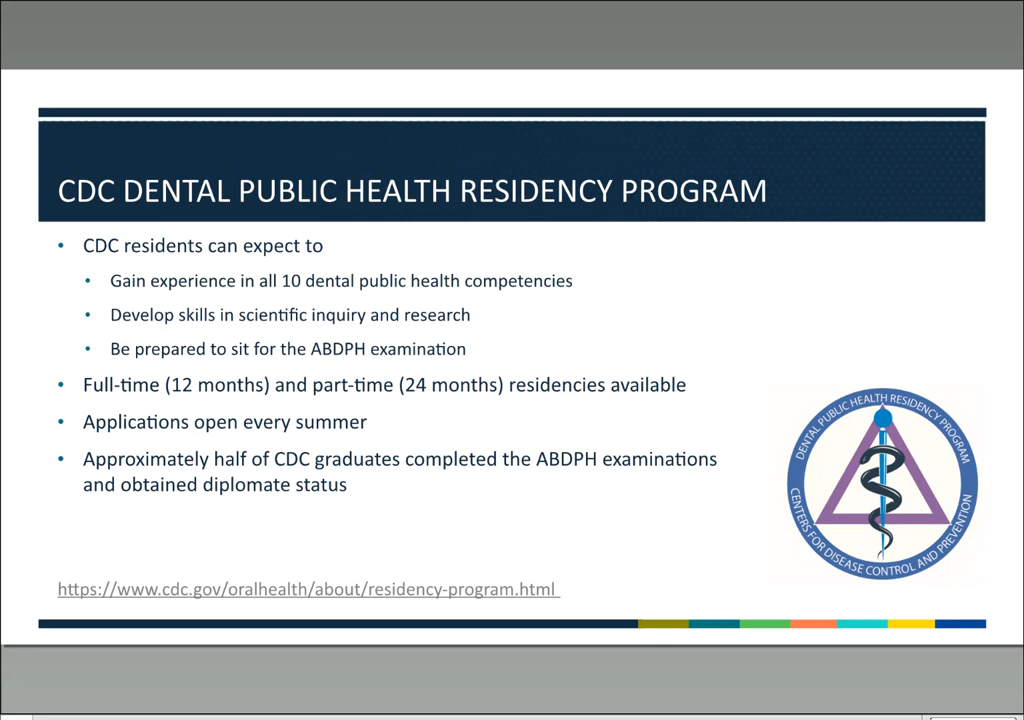 CDC DENTAL PUBLIC HEALTH RESIDENCY PROGRAM
• CDC residents can expect to
• Gain experience in all 10 dental public health competencies
• Develop skills in scientific inquiry and research
• Be prepared to sit for the ABDPH examination
• Full-time (12 months) and part-time (24 months) residencies available
• Applications open every summer
• Approximately half of CDC graduates completed the ABDPH examinations
and obtained diplomate status
DENTAL PUBLIC HEALTH RESIDENCY PROGRAM
CENTERS FOR DISEASE CONTROL AND PREVENTION
https://www.cdc.gov/oralhealth/about/residency-program.html